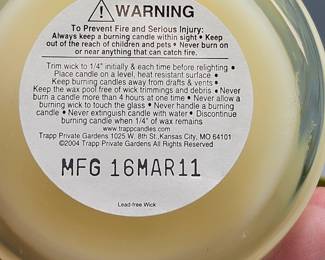 WARNING
To Prevent Fire and Serious Injury:
Always keep a burning candle within sight • Keep
out of the reach of children and pets • Never burn on
or near anything that can catch fire.
Trim wick to 1/4" initially & each time before relighting •
Place candle on a level, heat resistant surface •
Keep burning candles away from drafts & vents •
Keep the wax pool free of wick trimmings and debris • Never
burn a candle more than 4 hours at one time • Never allow a
burning wick to touch the glass • Never handle a burning
candle • Never extinguish candle with water • Discontinue
burning candle when 1/4" of wax remains
www.trappcandles.com
Trapp Private Gardens 1025 W. 8th St., Kansas City, MO 64101
©2004 Trapp Private Gardens All Rights Reserved
MFG 16MAR11
Lead-free Wick